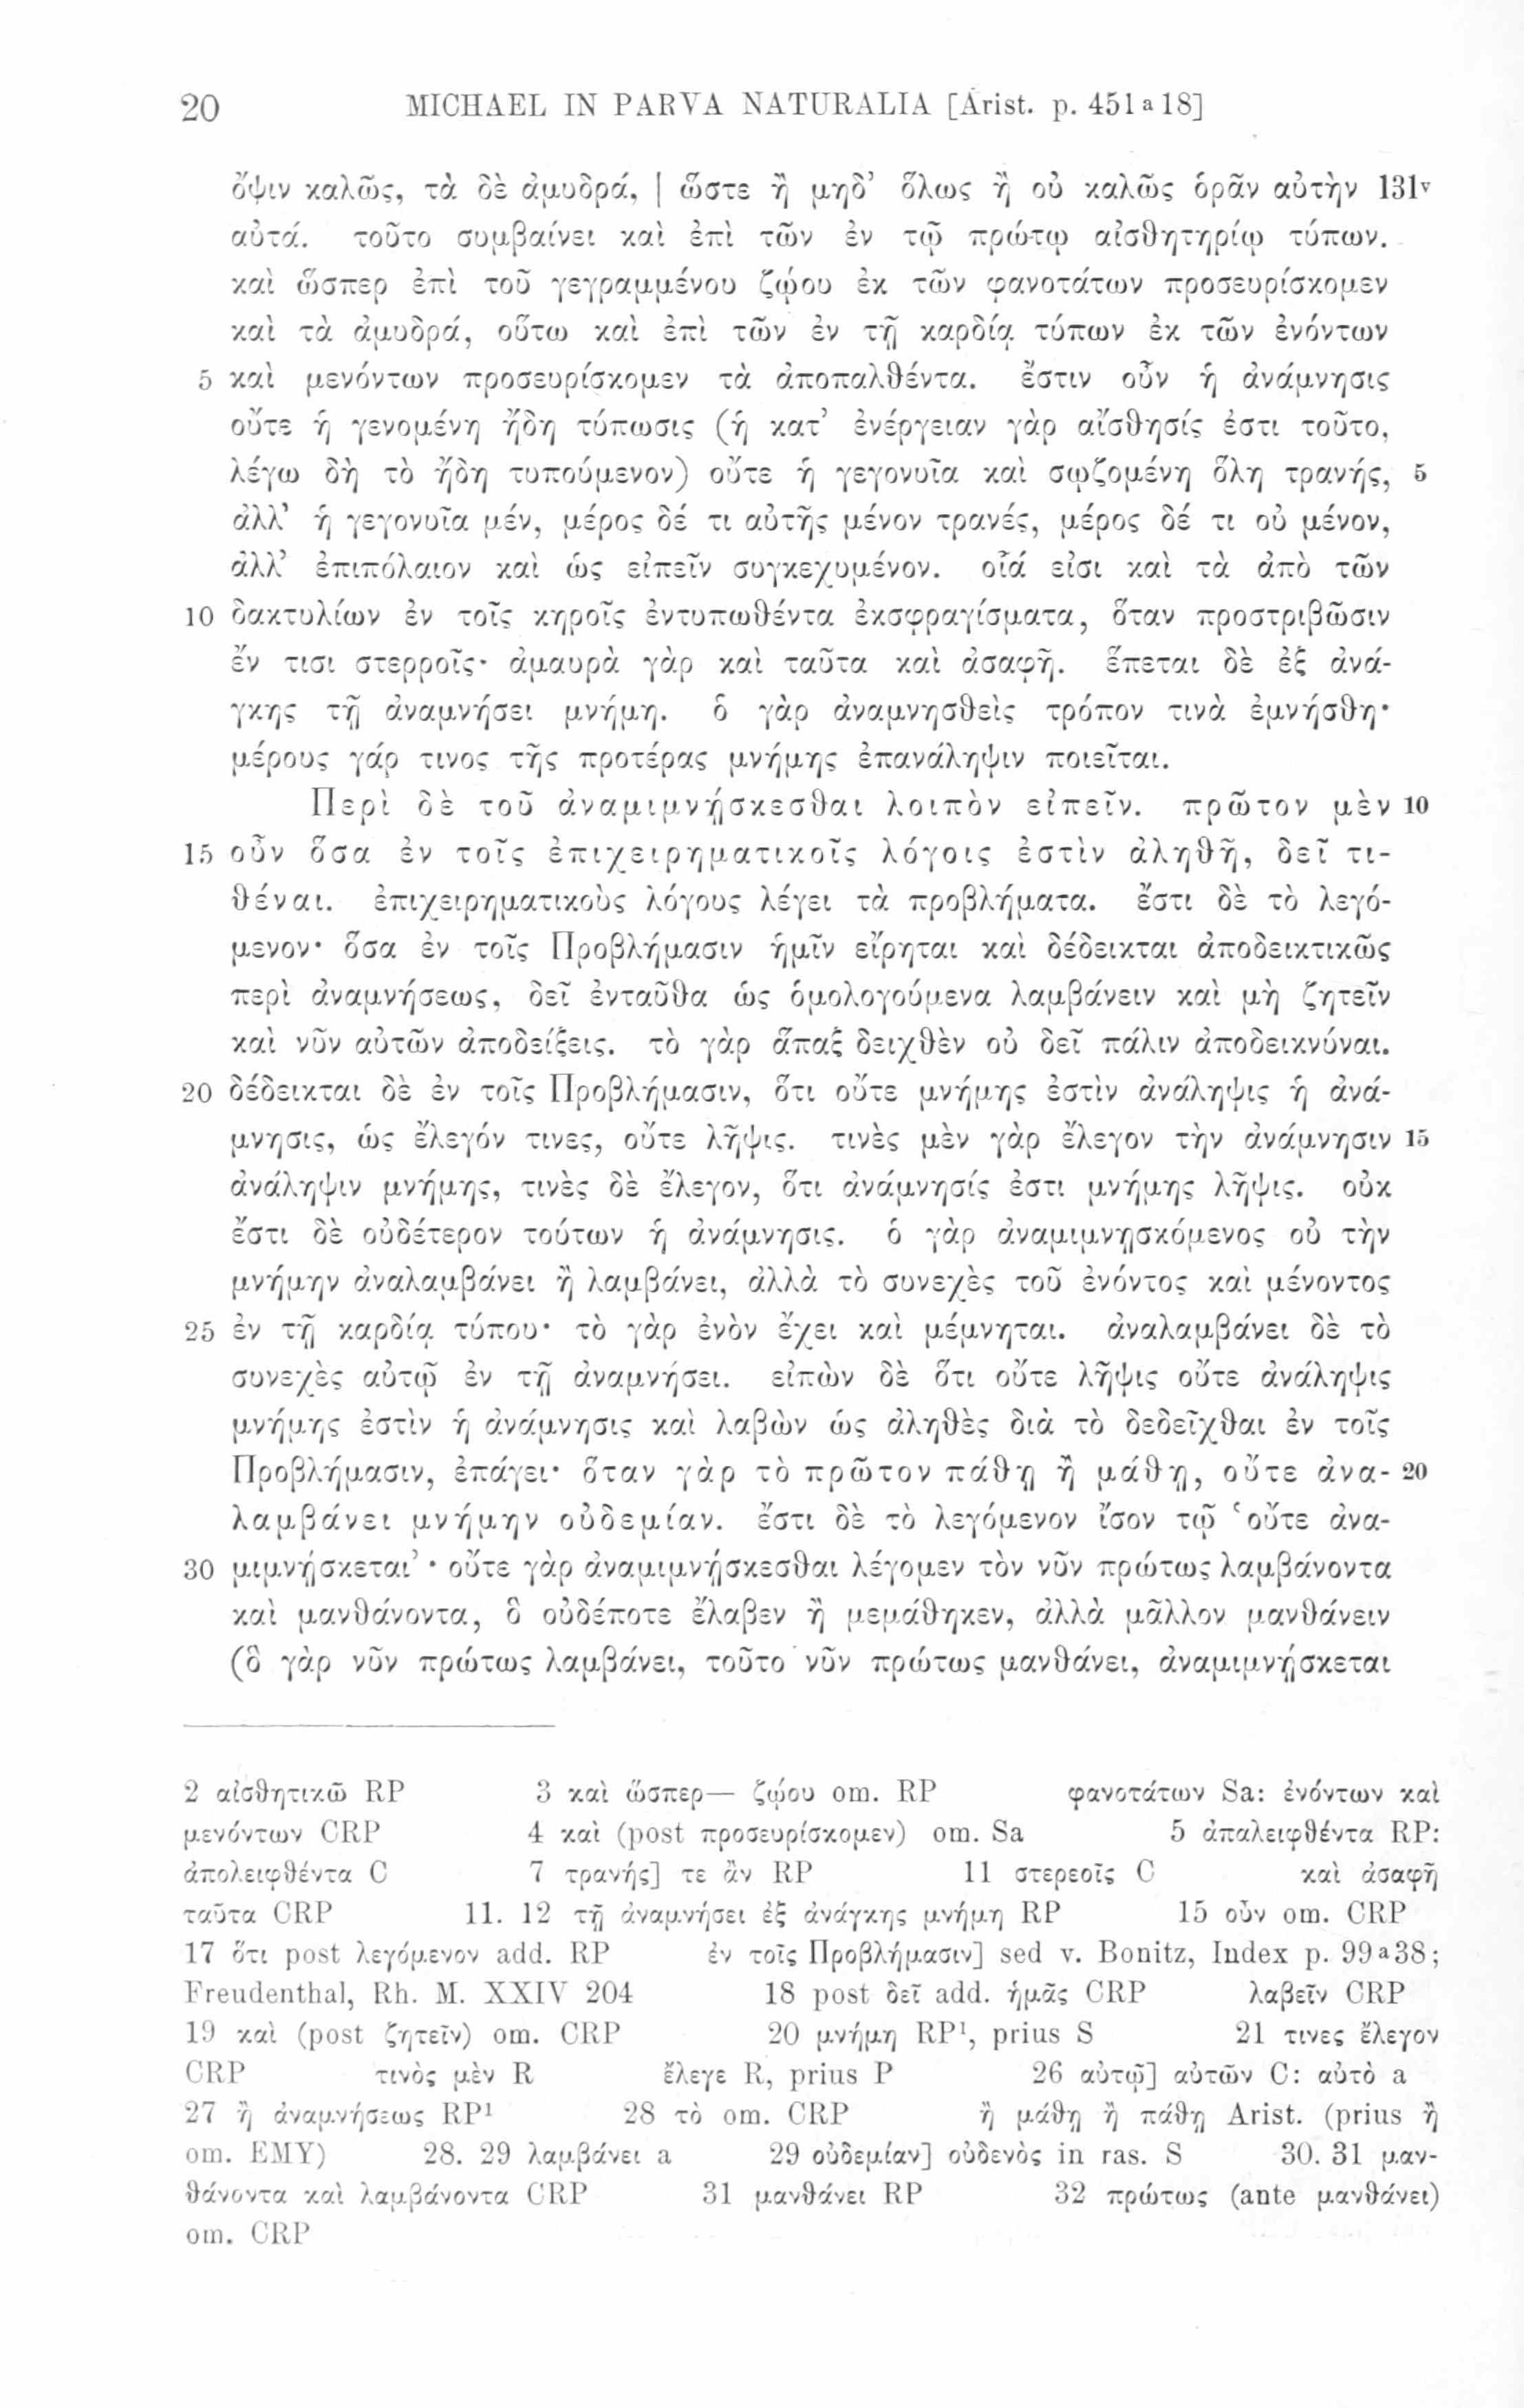 20 MICHAEL IN PARVA NATURALIA [Arist. p. 451 a 18]
ὄψιν καλῶς, τὰ δὲ ἀμυδρά, | ὥστε ἢ μηδ’ ὅλως ἢ οὐ καλῶς ὁρᾶν αὐτὴν 131ᵛ
αὐτά. τοῦτο συμβαίνει καὶ ἐπὶ τῶν ἐν τῷ πρώτῳ αἰσθητηρίῳ τύπων.
καὶ ὥσπερ ἐπὶ τοῦ γεγραμμένου ζῴου ἐκ τῶν φανοτάτων προσευρίσκομεν
καὶ τὰ ἀμυδρά, οὕτω καὶ ἐπὶ τῶν ἐν τῇ καρδίᾳ τύπων ἐκ τῶν ἐνόντων
5 καὶ μενόντων προσευρίσκομεν τὰ ἀποπαλθέντα. ἔστιν οὖν ἡ ἀνάμνησις
οὔτε ἡ γενομένη ἤδη τύπωσις (ἡ κατ’ ἐνέργειαν γὰρ αἴσθησίς ἐστι τοῦτο,
λέγω δὴ τὸ ἤδη τυπούμενον) οὔτε ἡ γεγονυῖα καὶ σῳζομένη ὅλη τρανής, 5
ἀλλ’ ἡ γεγονυῖα μέν, μέρος δέ τι αὐτῆς μένον τρανές, μέρος δέ τι οὐ μένον,
ἀλλ’ ἐπιπόλαιον καὶ ὡς εἰπεῖν συγκεχυμένον. οἷά εἰσι καὶ τὰ ἀπὸ τῶν
10 δακτυλίων ἐν τοῖς κηροῖς ἐντυπωθέντα ἐκσφραγίσματα, ὅταν προστριβῶσιν
ἔν τισι στερροῖς· ἀμαυρὰ γὰρ καὶ ταῦτα καὶ ἀσαφῆ. ἕπεται δὲ ἐξ ἀνά-
γκης τῇ ἀναμνήσει μνήμη. ὁ γὰρ ἀναμνησθεὶς τρόπον τινὰ ἐμνήσθη·
μέρους γάρ τινος τῆς προτέρας μνήμης ἐπανάληψιν ποιεῖται.
Περὶ δὲ τοῦ ἀναμιμνῄσκεσθαι λοιπὸν εἰπεῖν. πρῶτον μὲν 10
15 οὖν ὅσα ἐν τοῖς ἐπιχειρηματικοῖς λόγοις ἐστὶν ἀληθῆ, δεῖ τι-
θέναι. ἐπιχειρηματικοὺς λόγους λέγει τὰ προβλήματα. ἔστι δὲ τὸ λεγό-
μενον· ὅσα ἐν τοῖς Προβλήμασιν ἡμῖν εἴρηται καὶ δέδεικται ἀποδεικτικῶς
περὶ ἀναμνήσεως, δεῖ ἐνταῦθα ὡς ὁμολογούμενα λαμβάνειν καὶ μὴ ζητεῖν
καὶ νῦν αὐτῶν ἀποδείξεις. τὸ γὰρ ἅπαξ δειχθὲν οὐ δεῖ πάλιν ἀποδεικνύναι.
20 δέδεικται δὲ ἐν τοῖς Προβλήμασιν, ὅτι οὔτε μνήμης ἐστὶν ἀνάληψις ἡ ἀνά-
μνησις, ὡς ἔλεγόν τινες, οὔτε λῆψις. τινὲς μὲν γὰρ ἔλεγον τὴν ἀνάμνησιν 15
ἀνάληψιν μνήμης, τινὲς δὲ ἔλεγον, ὅτι ἀνάμνησίς ἐστι μνήμης λῆψις. οὐκ
ἔστι δὲ οὐδέτερον τούτων ἡ ἀνάμνησις. ὁ γὰρ ἀναμιμνῃσκόμενος οὐ τὴν
μνήμην ἀναλαμβάνει ἢ λαμβάνει, ἀλλὰ τὸ συνεχὲς τοῦ ἐνόντος καὶ μένοντος
25 ἐν τῇ καρδίᾳ τύπου· τὸ γὰρ ἐνὸν ἔχει καὶ μέμνηται. ἀναλαμβάνει δὲ τὸ
συνεχὲς αὐτῷ ἐν τῇ ἀναμνήσει. εἰπὼν δὲ ὅτι οὔτε λῆψις οὔτε ἀνάληψις
μνήμης ἐστὶν ἡ ἀνάμνησις καὶ λαβὼν ὡς ἀληθὲς διὰ τὸ δεδεῖχθαι ἐν τοῖς
Προβλήμασιν, ἐπάγει· ὅταν γὰρ τὸ πρῶτον πάθῃ ἢ μάθῃ, οὔτε ἀνα- 20
λαμβάνει μνήμην οὐδεμίαν. ἔστι δὲ τὸ λεγόμενον ἴσον τῷ ‘οὔτε ἀνα-
30 μιμνῄσκεται’· οὔτε γὰρ ἀναμιμνῄσκεσθαι λέγομεν τὸν νῦν πρώτως λαμβάνοντα
καὶ μανθάνοντα, ὃ οὐδέποτε ἔλαβεν ἢ μεμάθηκεν, ἀλλὰ μᾶλλον μανθάνειν
(ὃ γὰρ νῦν πρώτως λαμβάνει, τοῦτο νῦν πρώτως μανθάνει, ἀναμιμνῄσκεται
2 αἰσθητικῶ RP 3 καὶ ὥσπερ— ζῴου om. RP φανοτάτων Sa: ἐνόντων καὶ
μενόντων CRP 4 καὶ (post προσευρίσκομεν) om. Sa 5 ἀπαλειφθέντα RP:
ἀπολειφθέντα C 7 τρανής] τε ἂν RP 11 στερεοῖς C καὶ ἀσαφῆ
ταῦτα CRP 11. 12 τῇ ἀναμνήσει ἐξ ἀνάγκης μνήμη RP 15 οὖν om. CRP
17 ὅτι post λεγόμενον add. RP ἐν τοῖς Προβλήμασιν] sed v. Bonitz, Index p. 99 a 38;
Freudenthal, Rh. M. XXIV 204 18 post δεῖ add. ἡμᾶς CRP λαβεῖν CRP
19 καὶ (post ζητεῖν) om. CRP 20 μνήμη RP¹, prius S 21 τινες ἔλεγον
CRP τινὸς μὲν R ἔλεγε R, prius P 26 αὐτῷ] αὐτῶν C: αὐτὸ a
27 ἢ ἀναμνήσεως RP¹ 28 τὸ om. CRP ἢ μάθῃ ἢ πάθῃ Arist. (prius ἢ
om. EMY) 28. 29 λαμβάνει a 29 οὐδεμίαν] οὐδενὸς in ras. S 30. 31 μαν-
θάνοντα καὶ λαμβάνοντα CRP 31 μανθάνει RP 32 πρώτως (ante μανθάνει)
om. CRP